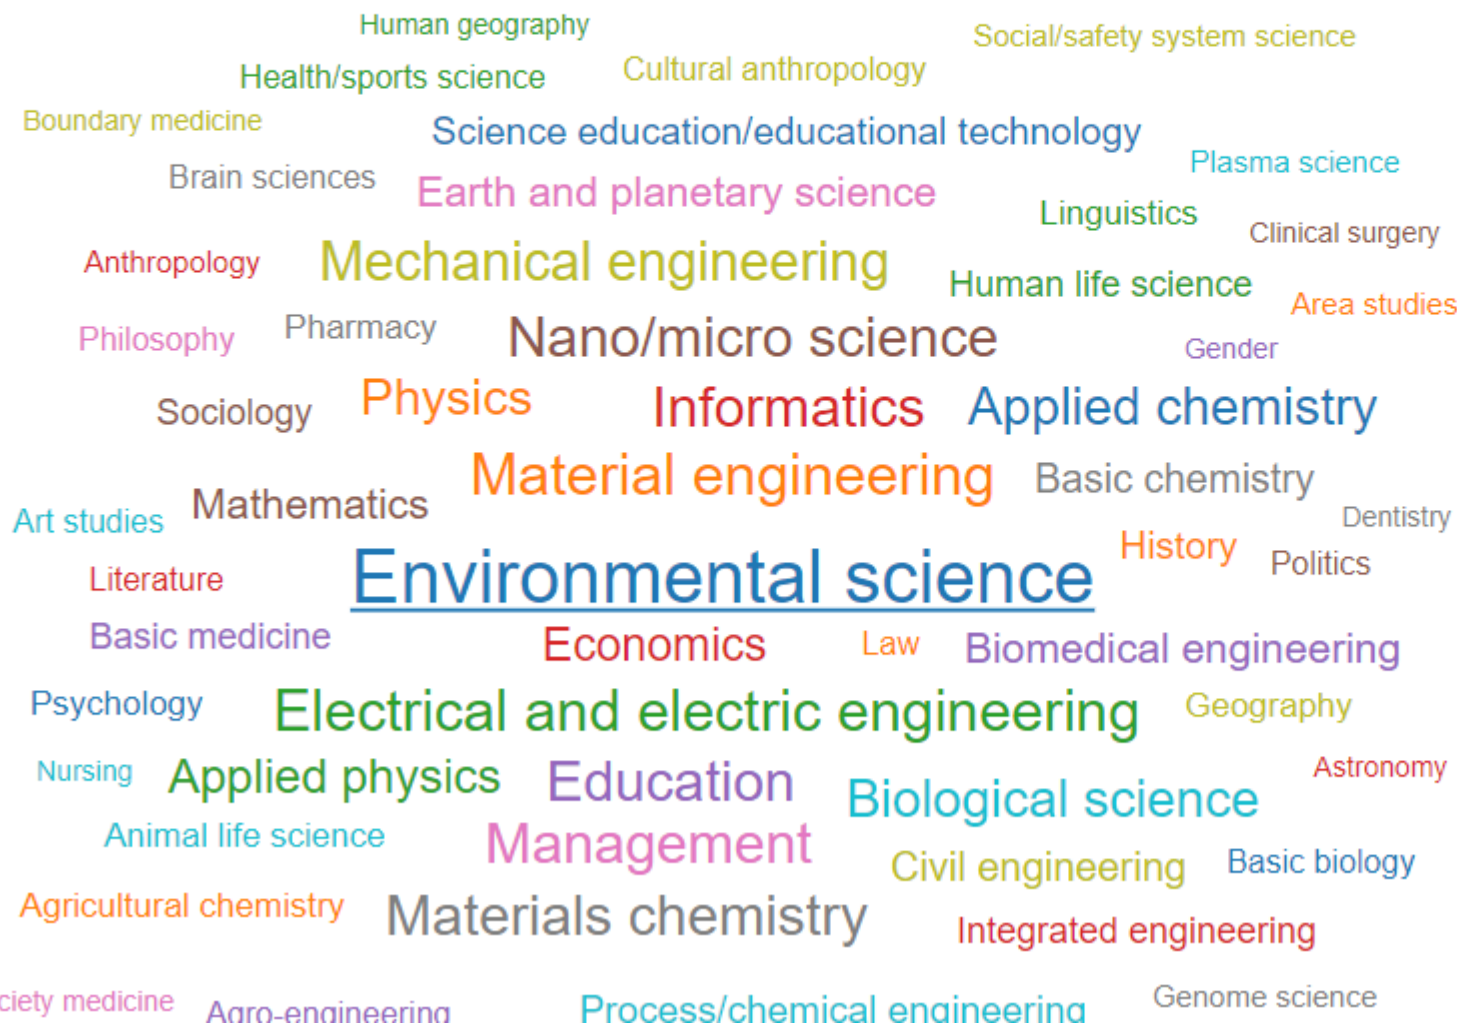 Human geography
Social/safety system science
Health/sports science
Cultural anthropology
Boundary medicine
Science education/educational technology
Plasma science
Brain sciences
Earth and planetary science
Linguistics
Clinical surgery
Anthropology
Mechanical engineering
Human life science
Area studies
Philosophy
Pharmacy
Nano/micro science
Gender
Sociology
Physics
Informatics
Applied chemistry
Material engineering
Basic chemistry
Art studies
Mathematics
Dentistry
History
Politics
Literature
Environmental science
Basic medicine
Economics
Law
Biomedical engineering
Psychology
Electrical and electric engineering
Geography
Nursing
Applied physics
Education
Biological science
Astronomy
Animal life science
Management
Civil engineering
Basic biology
Agricultural chemistry
Materials chemistry
Integrated engineering
ciety medicine
Agro-engineering
Process/chemical engineering
Genome science